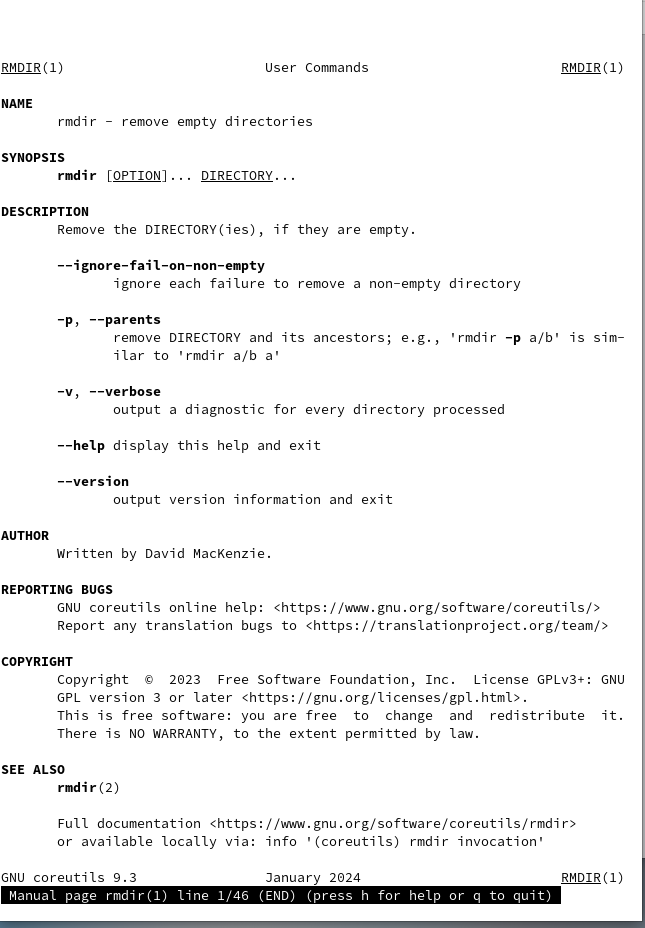 RMDIR(1)                         User Commands                        RMDIR(1)
NAME
       rmdir - remove empty directories
SYNOPSIS
       rmdir [OPTION]... DIRECTORY...
DESCRIPTION
       Remove the DIRECTORY(ies), if they are empty.
       --ignore-fail-on-non-empty
              ignore each failure to remove a non-empty directory
       -p, --parents
              remove DIRECTORY and its ancestors; e.g., 'rmdir -p a/b' is sim-
              ilar to 'rmdir a/b a'
       -v, --verbose
              output a diagnostic for every directory processed
       --help display this help and exit
       --version
              output version information and exit
AUTHOR
       Written by David MacKenzie.
REPORTING BUGS
       GNU coreutils online help: <https://www.gnu.org/software/coreutils/>
       Report any translation bugs to <https://translationproject.org/team/>
COPYRIGHT
       Copyright  ©  2023  Free Software Foundation, Inc.  License GPLv3+: GNU
       GPL version 3 or later <https://gnu.org/licenses/gpl.html>.
       This is free software: you are free  to  change  and  redistribute  it.
       There is NO WARRANTY, to the extent permitted by law.
SEE ALSO
       rmdir(2)
       Full documentation <https://www.gnu.org/software/coreutils/rmdir>
       or available locally via: info '(coreutils) rmdir invocation'
GNU coreutils 9.3                January 2024                         RMDIR(1)
 Manual page rmdir(1) line 1/46 (END) (press h for help or q to quit)